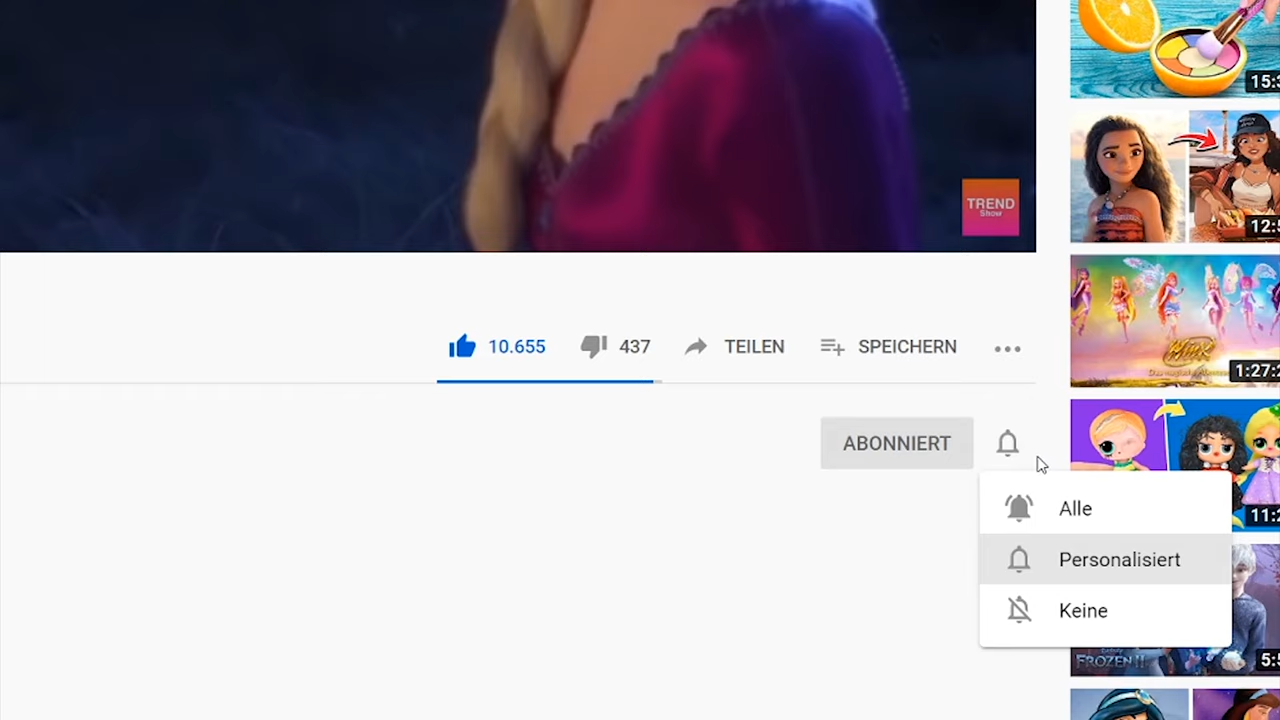 TREND
Show
10.655
437
TEILEN
SPEICHERN
ABONNIERT
Alle
Personalisiert
Keine
15:3
12:5
WINX
1:27:2
11:2
FROZEN II
5:5